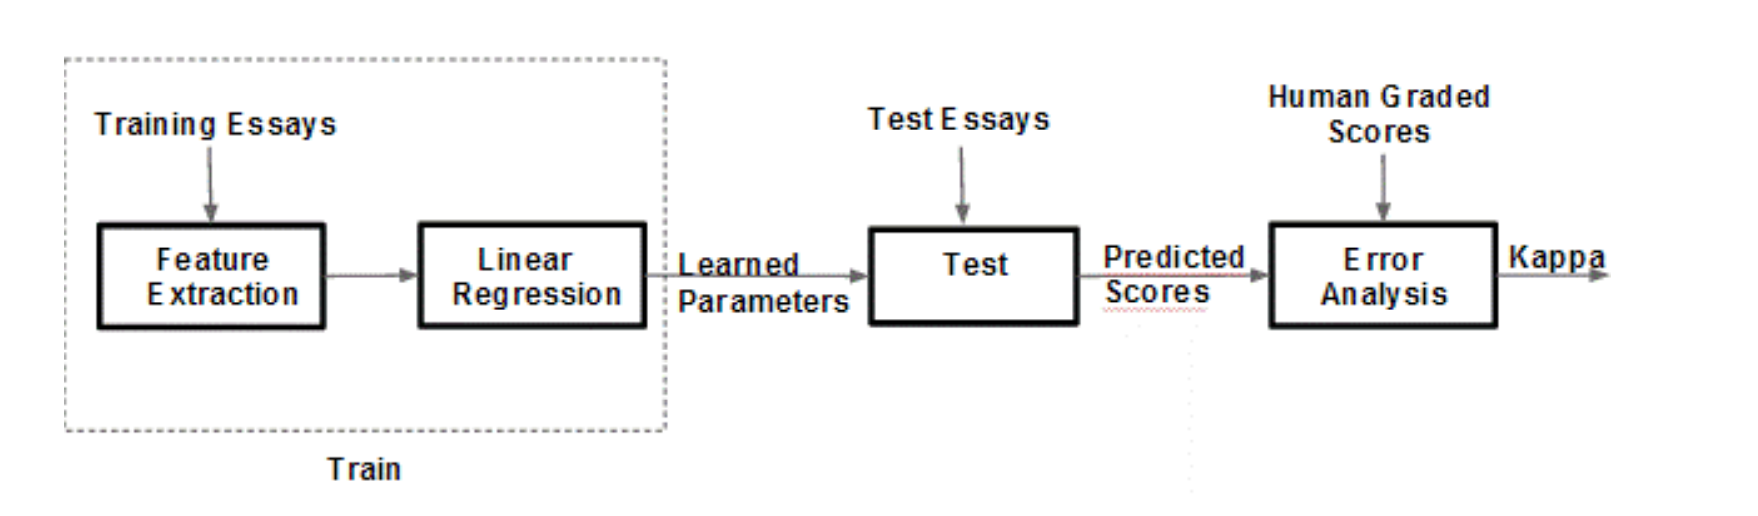 Training Essays
Feature
Extraction
Linear
Regression
Train
Learned
Parameters
Test Essays
Test
Predicted
Scores
Human Graded
Scores
Error
Analysis
Kappa